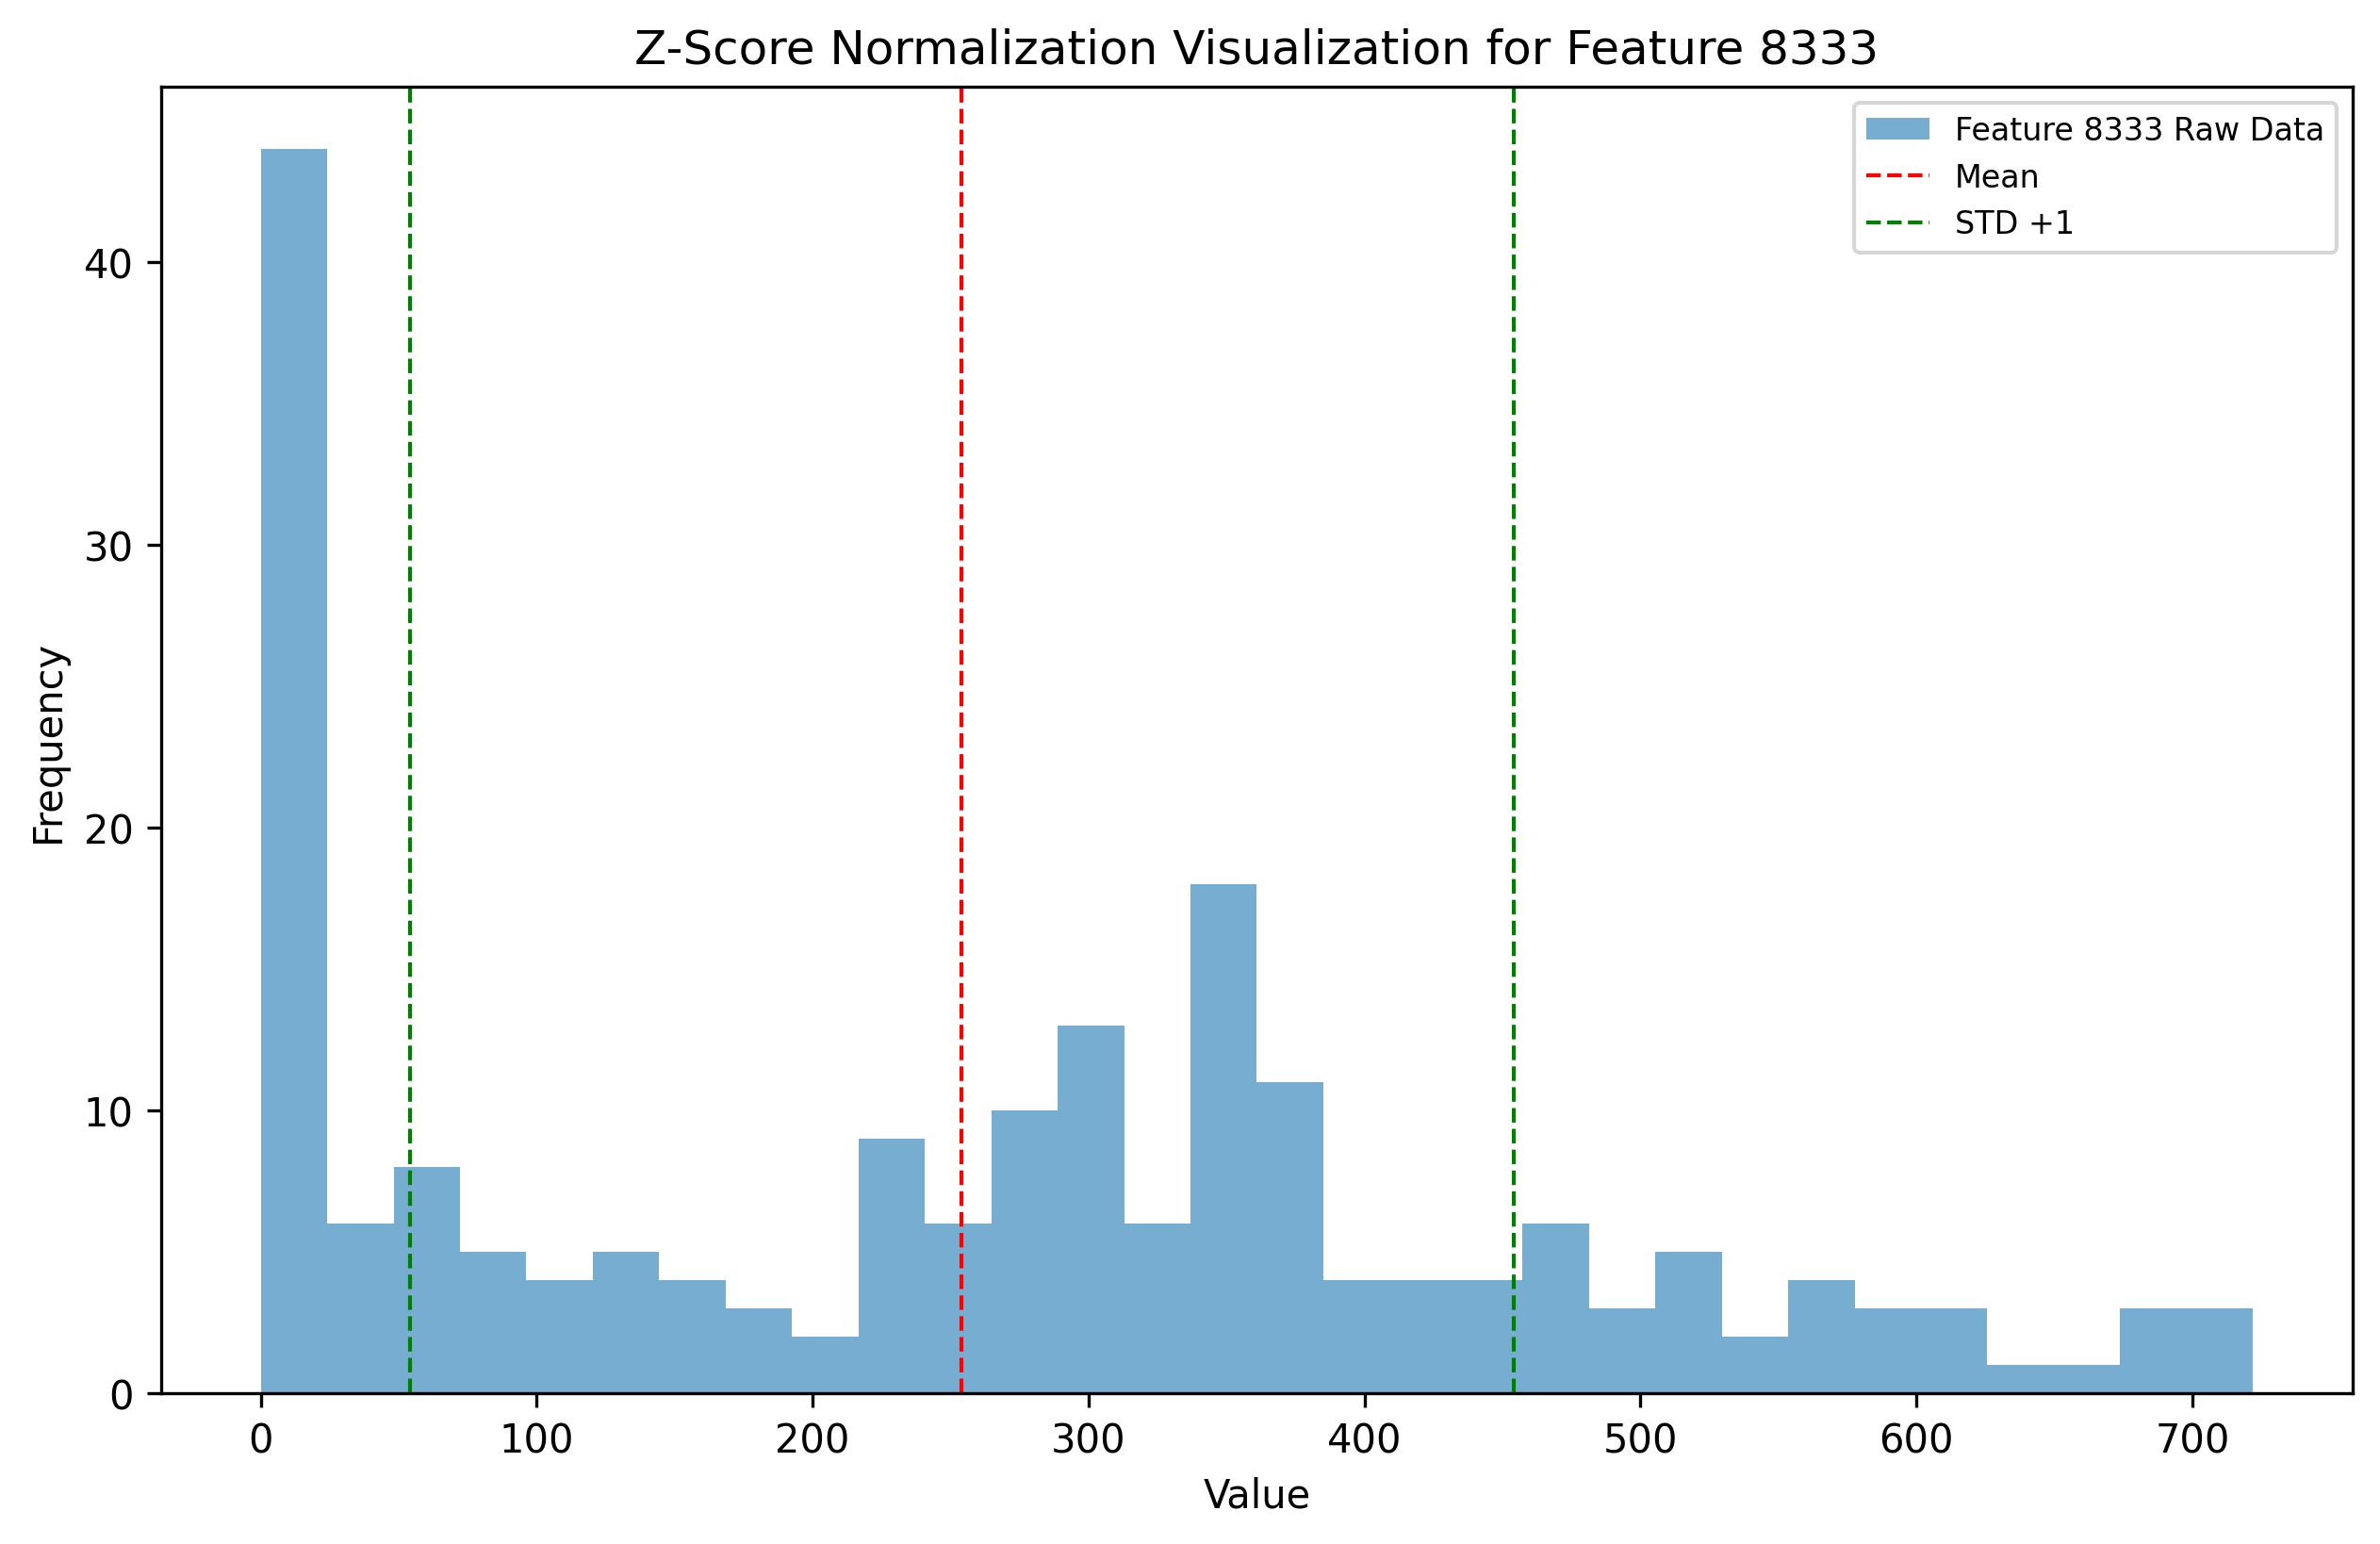 Z-Score Normalization Visualization for Feature 8333
Feature 8333 Raw Data
Mean
STD +1
Frequency
40
30
20
10
0
0 100 200 300 400 500 600 700
Value